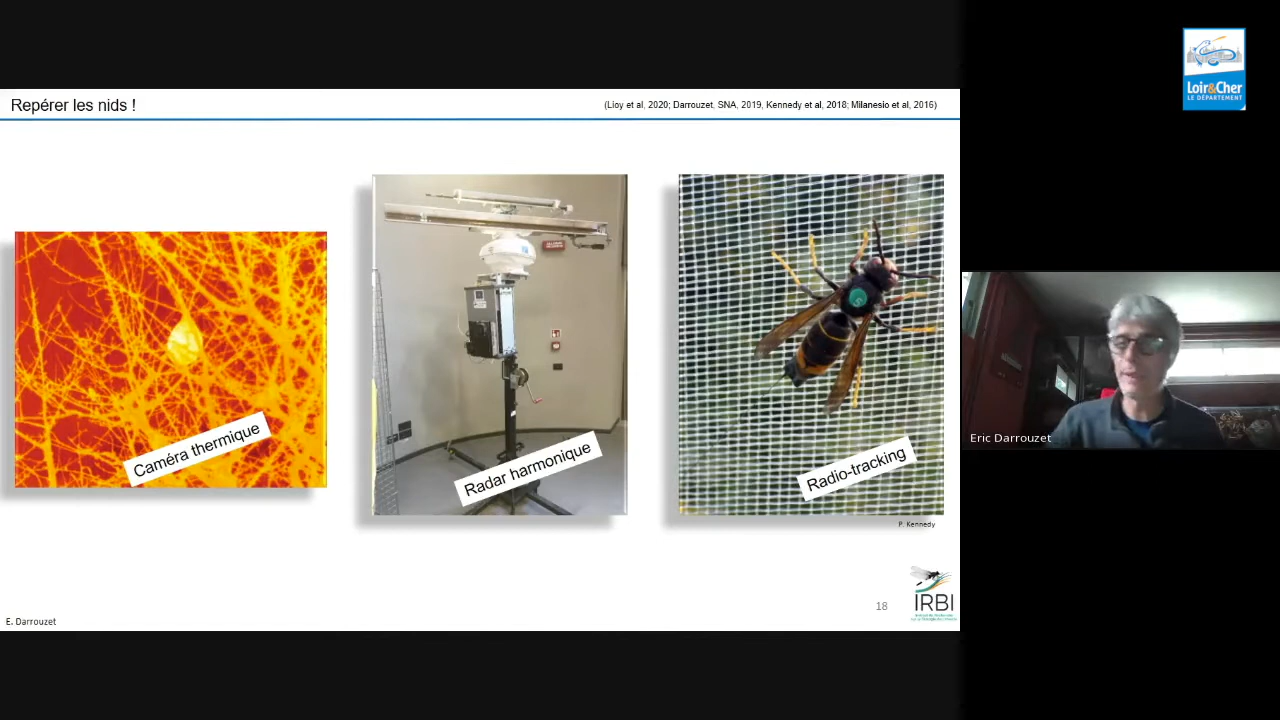 Repérer les nids !
(Lioy et al, 2020; Darrouzet, SNA, 2019, Kennedy et al, 2018; Milanesio et al, 2016)
Caméra thermique
Radar harmonique
5
Radio-tracking
P. Kennedy
18
IRBI
E. Darrouzet
Loir&Cher
LE DÉPARTEMENT
Eric Darrouzet